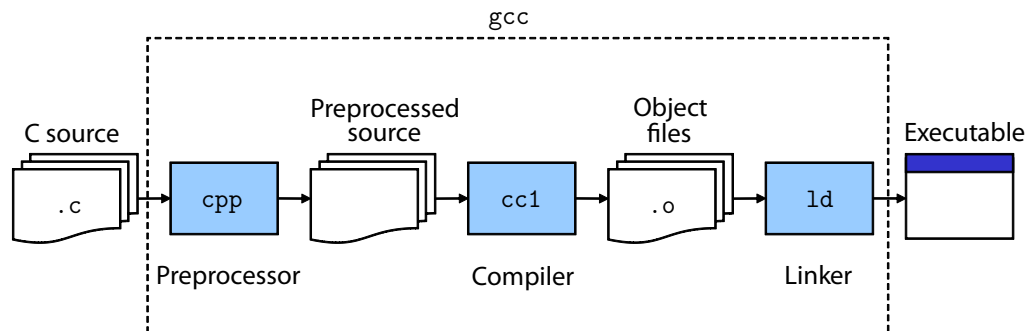 gcc
C source
.c
cpp
Preprocessor
Preprocessed
source
cc1
Compiler
Object
files
.o
ld
Linker
Executable